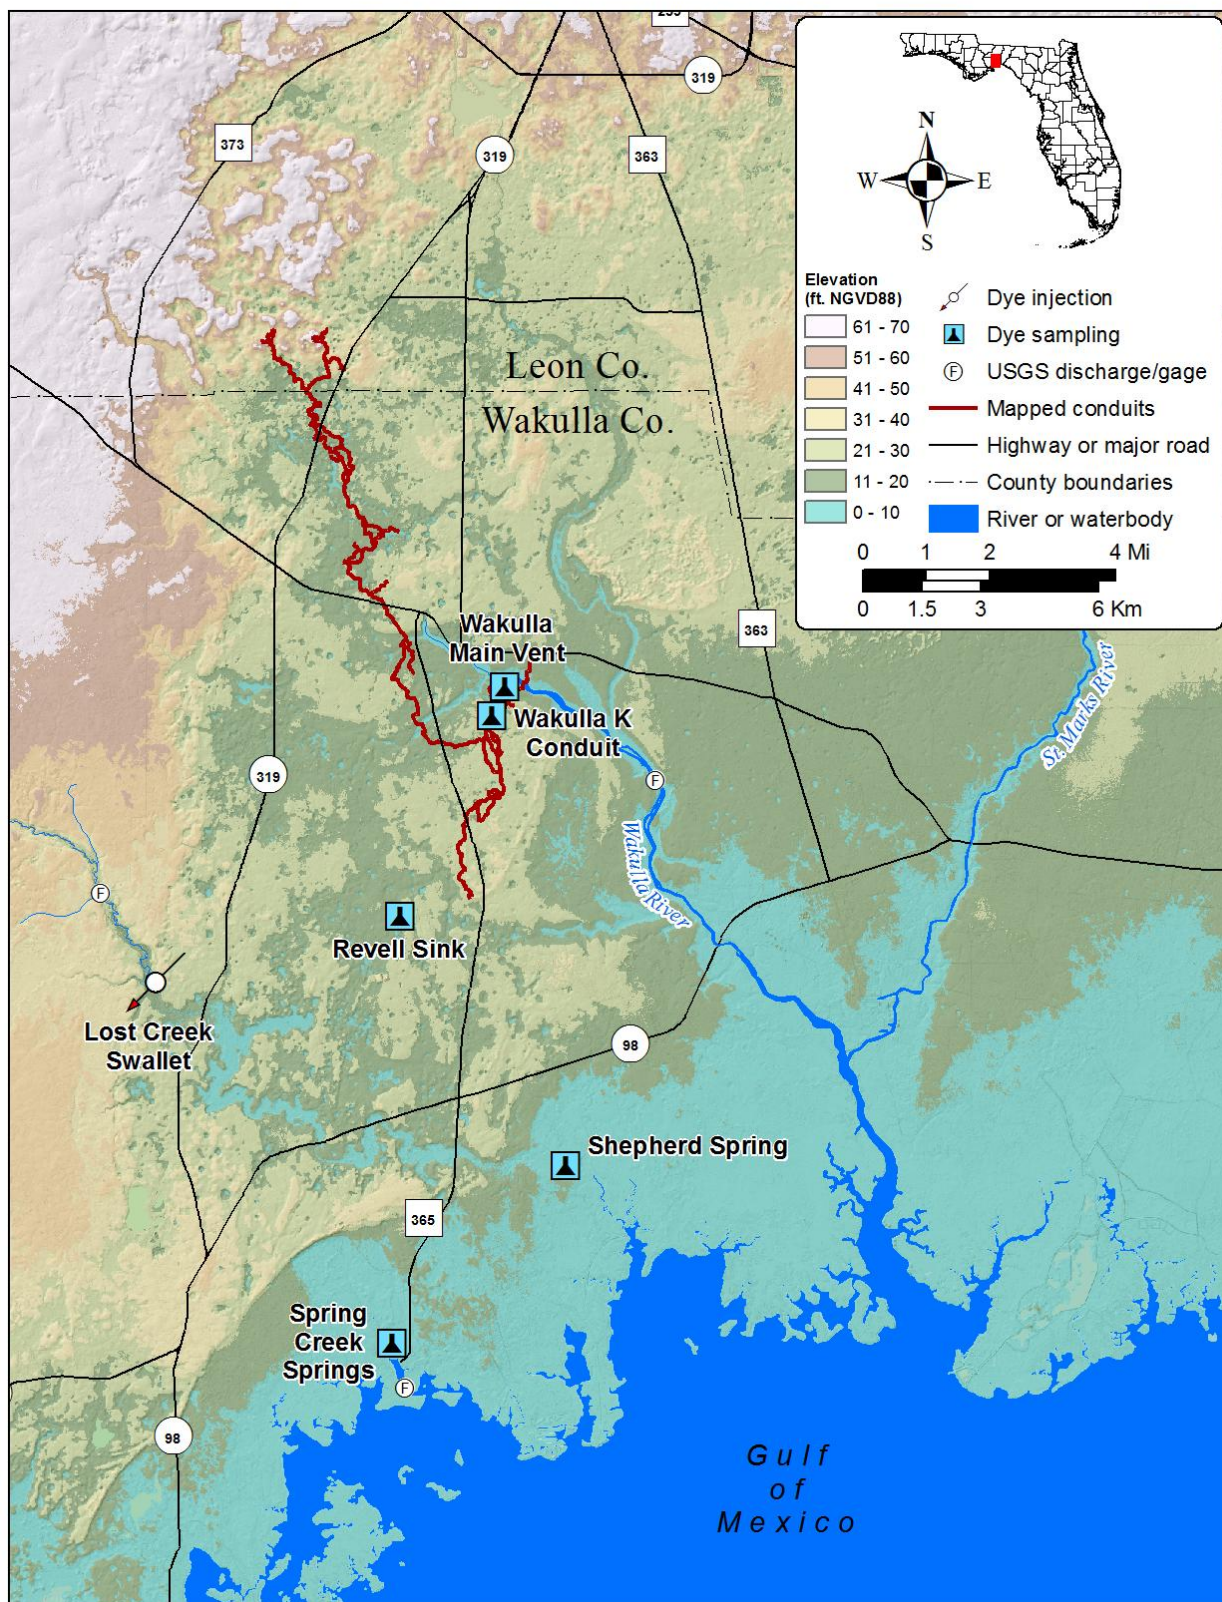 319
373
319
363
N
W
E
S
Elevation
(ft. NGVD88)
61 - 70
51 - 60
41 - 50
31 - 40
21 - 30
11 - 20
0 - 10
Dye injection
Dye sampling
F
USGS discharge/gage
Mapped conduits
Highway or major road
County boundaries
River or waterbody
0 1 2 4 Mi
0 1.5 3 6 Km
Leon Co.
Wakulla Co.
363
Wakulla
Main Vent
Wakulla K
Conduit
St. Marks River
319
F
Wakulla River
F
Revell Sink
Lost Creek
Swallet
98
Shepherd Spring
365
Spring
Creek
Springs
F
98
Gulf
of
Mexico